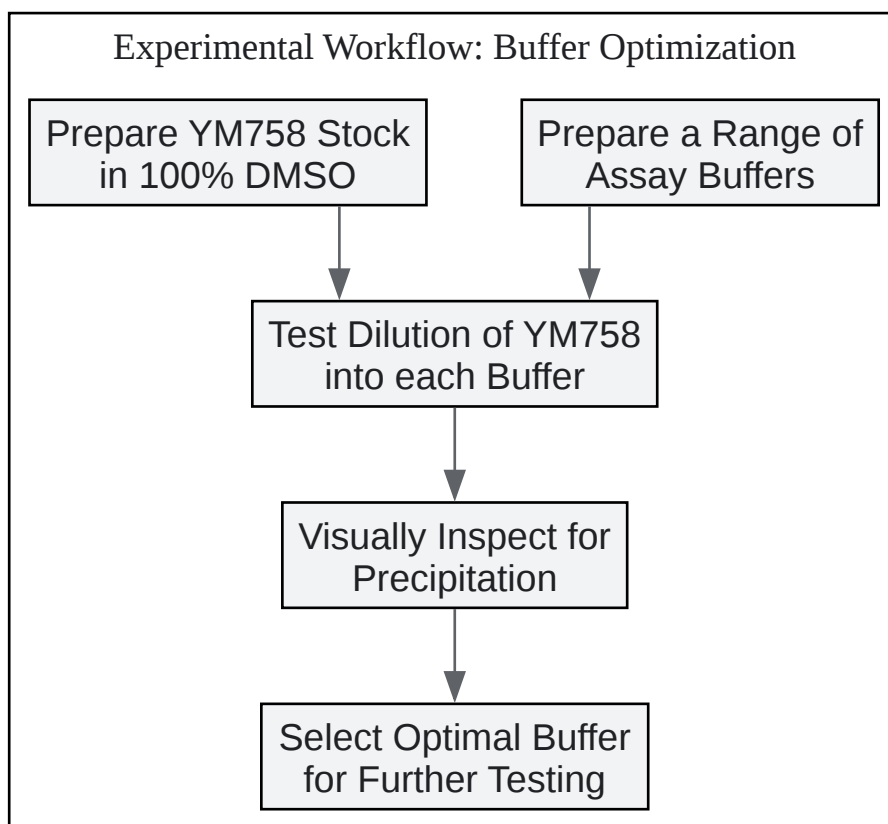 Experimental Workflow: Buffer Optimization
Prepare YM758 Stock
in 100% DMSO
Prepare a Range of
Assay Buffers
Test Dilution of YM758
into each Buffer
Visually Inspect for
Precipitation
Select Optimal Buffer
for Further Testing